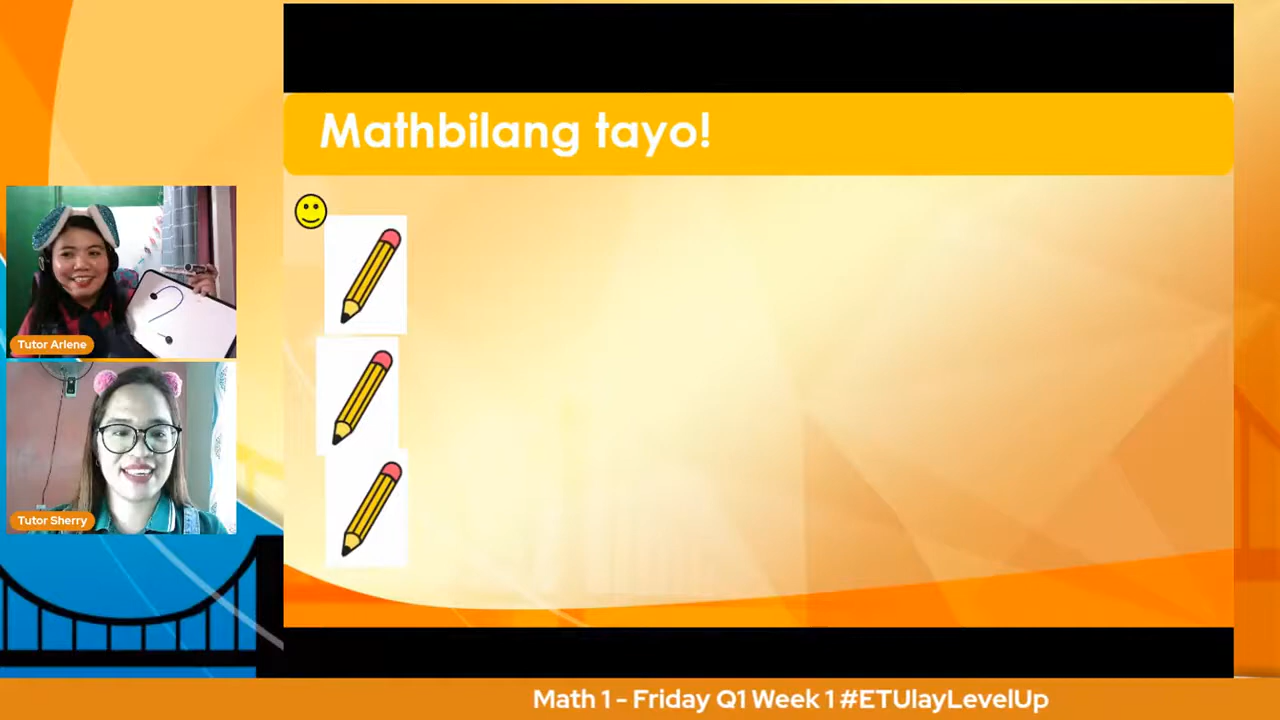 Mathbilang tayo!
Tutor Arlene
Tutor Sherry
Math 1 - Friday Q1 Week 1 #ETUlayLevelUp